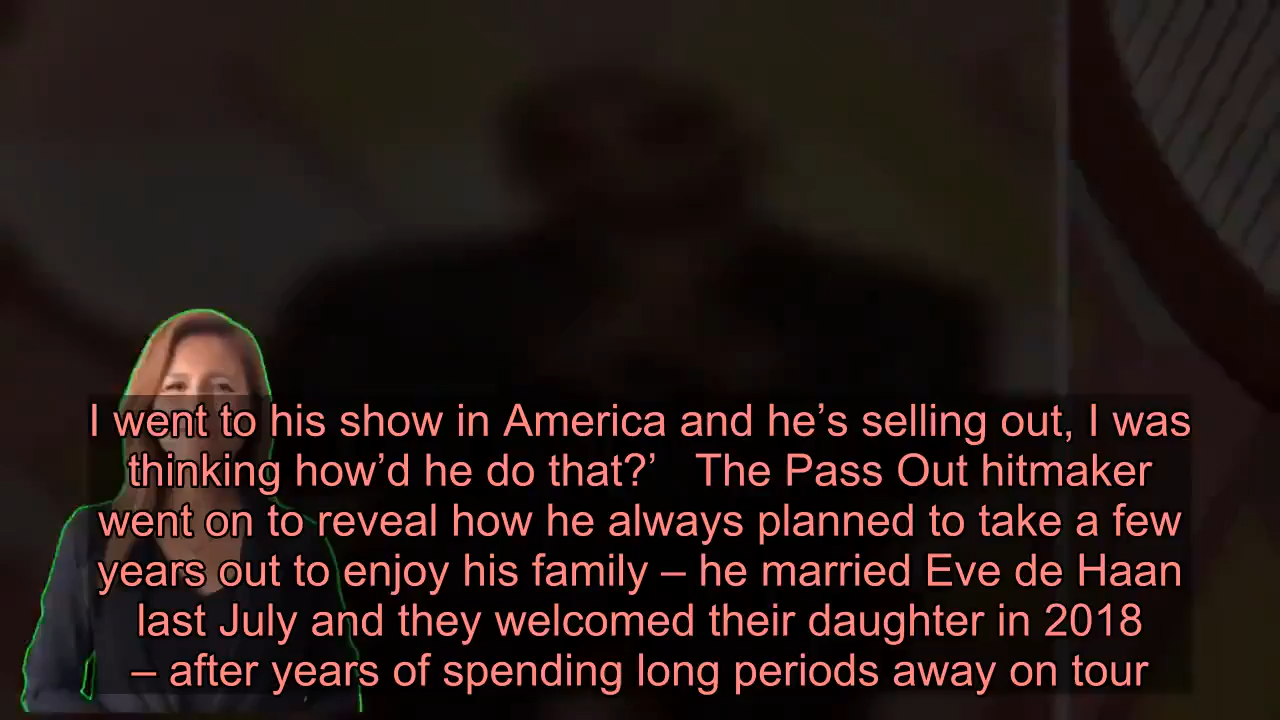 I went to his show in America and he’s selling out, I was
thinking how’d he do that?’   The Pass Out hitmaker
went on to reveal how he always planned to take a few
years out to enjoy his family – he married Eve de Haan
last July and they welcomed their daughter in 2018
– after years of spending long periods away on tour